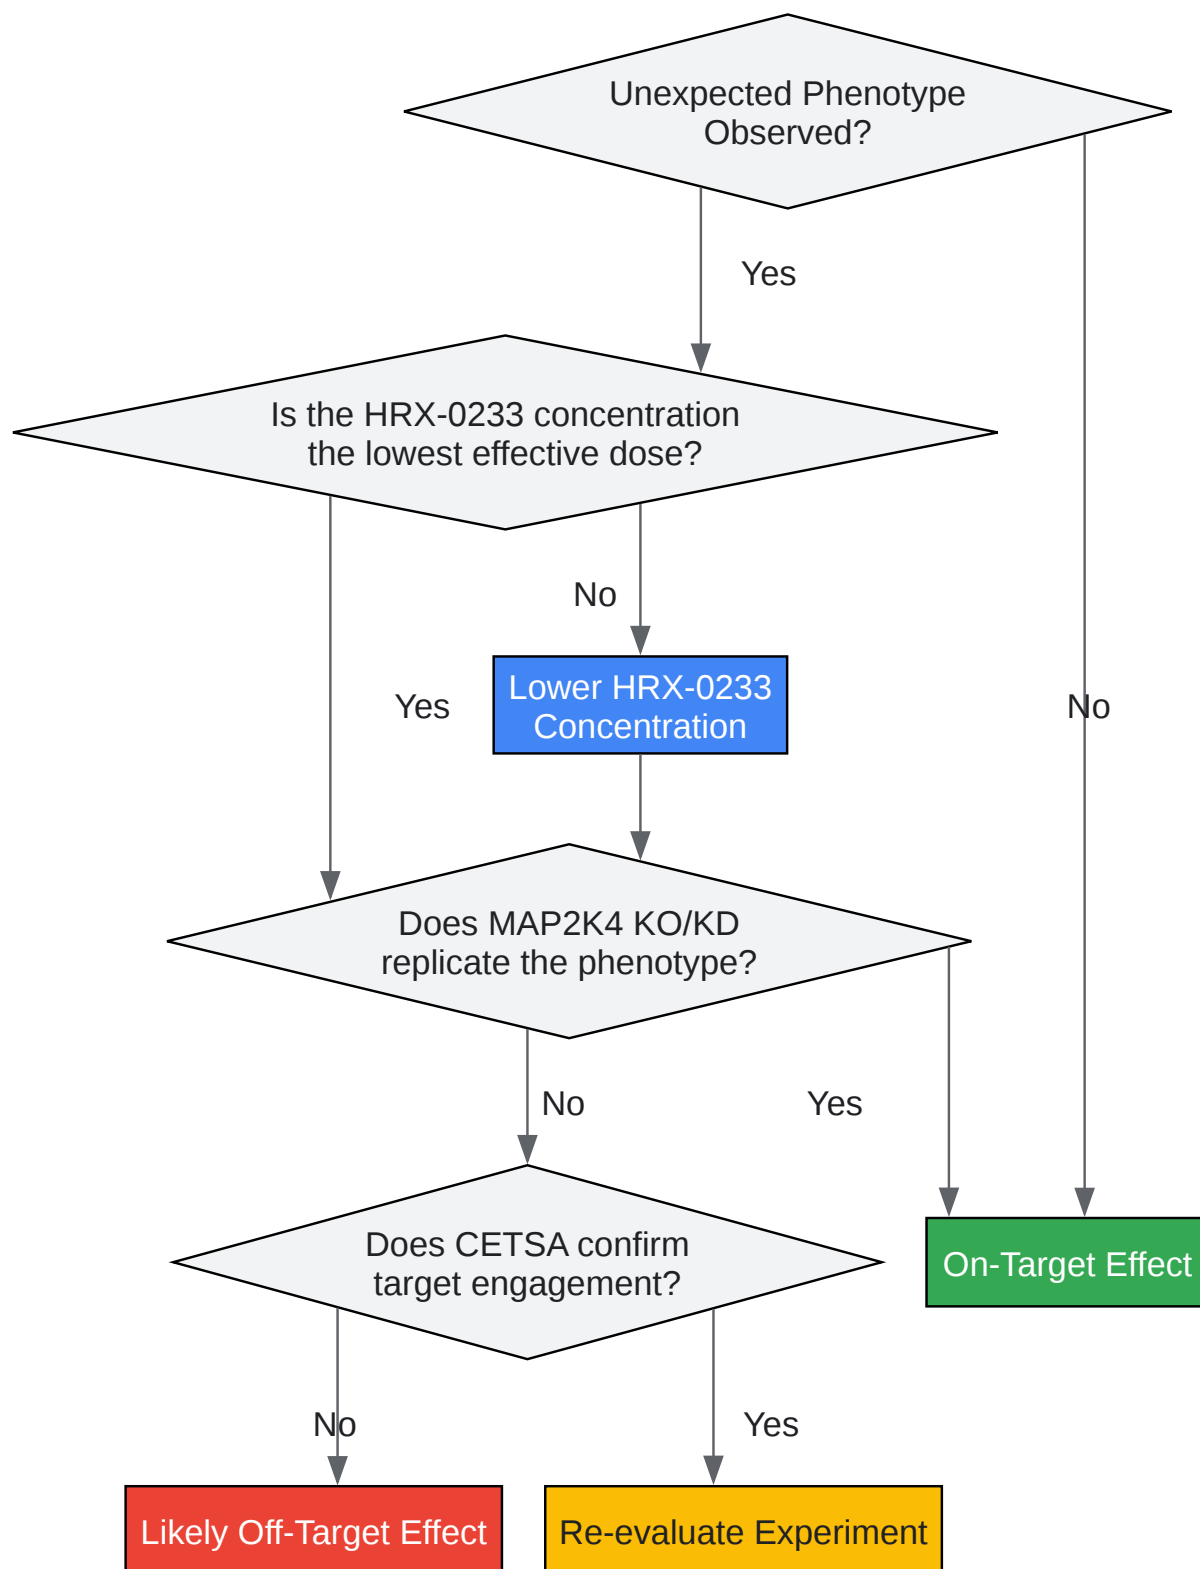 Unexpected Phenotype
Observed?
Yes
Is the HRX-0233 concentration
the lowest effective dose?
No
Lower HRX-0233
Concentration
Yes
No
Does MAP2K4 KO/KD
replicate the phenotype?
No
Yes
Does CETSA confirm
target engagement?
On-Target Effect
No
Yes
Likely Off-Target Effect
Re-evaluate Experiment